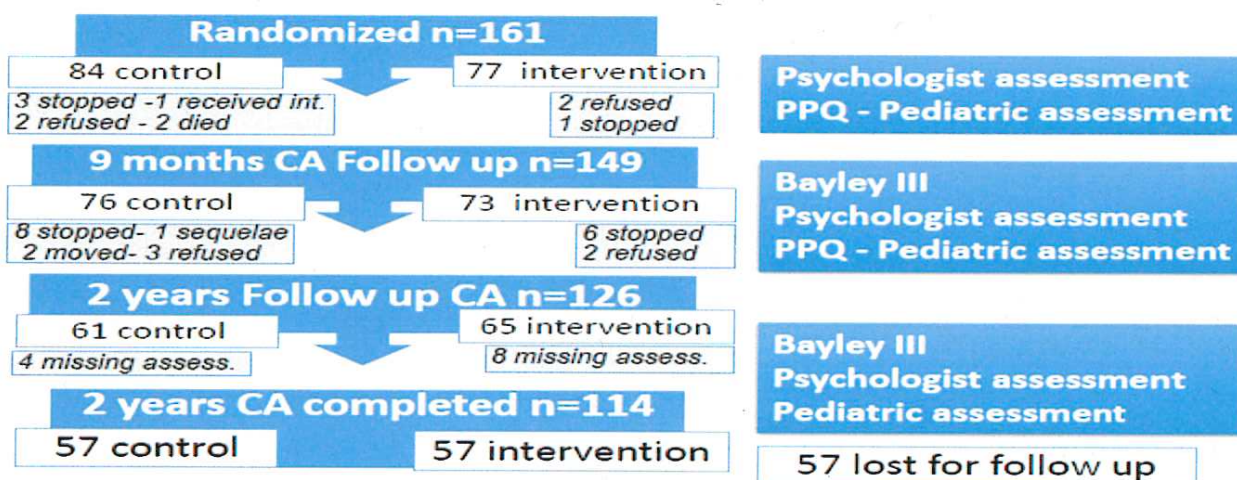 Randomized n=161
84 control
77 intervention
3 stopped -1 received int.
2 refused - 2 died
2 refused
1 stopped
9 months CA Follow up n=149
76 control
73 intervention
8 stopped- 1 sequelae
2 moved- 3 refused
6 stopped
2 refused
2 years Follow up CA n=126
61 control
65 intervention
4 missing assess.
8 missing assess.
2 years CA completed n=114
57 control
57 intervention
Psychologist assessment
PPQ - Pediatric assessment
Bayley III
Psychologist assessment
PPQ - Pediatric assessment
Bayley III
Psychologist assessment
Pediatric assessment
57 lost for follow up